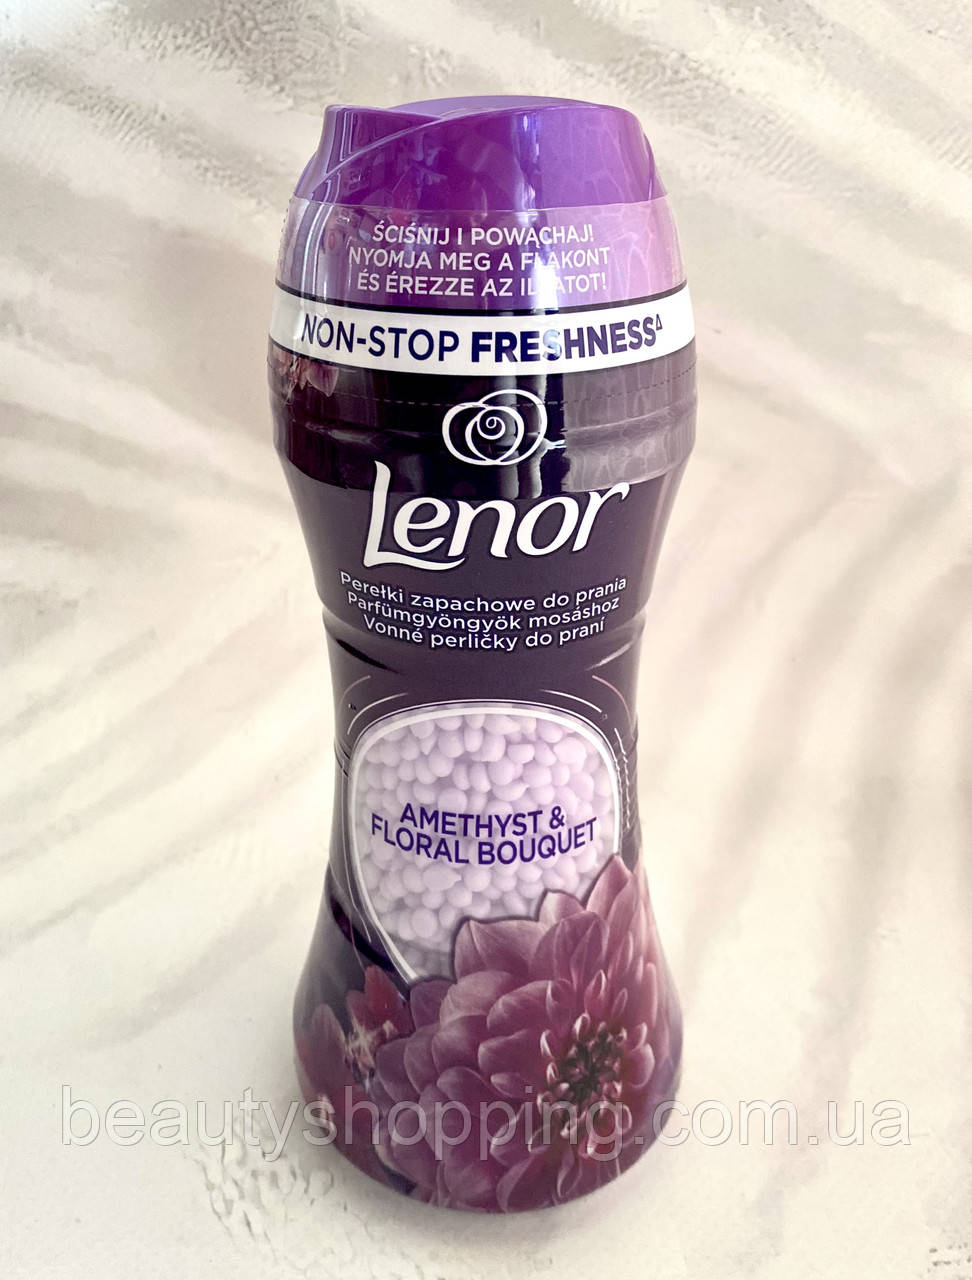 ŚCIŚNIJ I POWĄCHAJ!
NYOMJA MEG A FLAKONT
ÉS ÉREZZE AZ ILLATOT!
NON-STOP FRESHNESSΔ
Lenor
Perełki zapachowe do prania
Parfümgyöngyök mosáshoz
Vonné perličky do praní
AMETHYST &
FLORAL BOUQUET
beautyshopping.com.ua